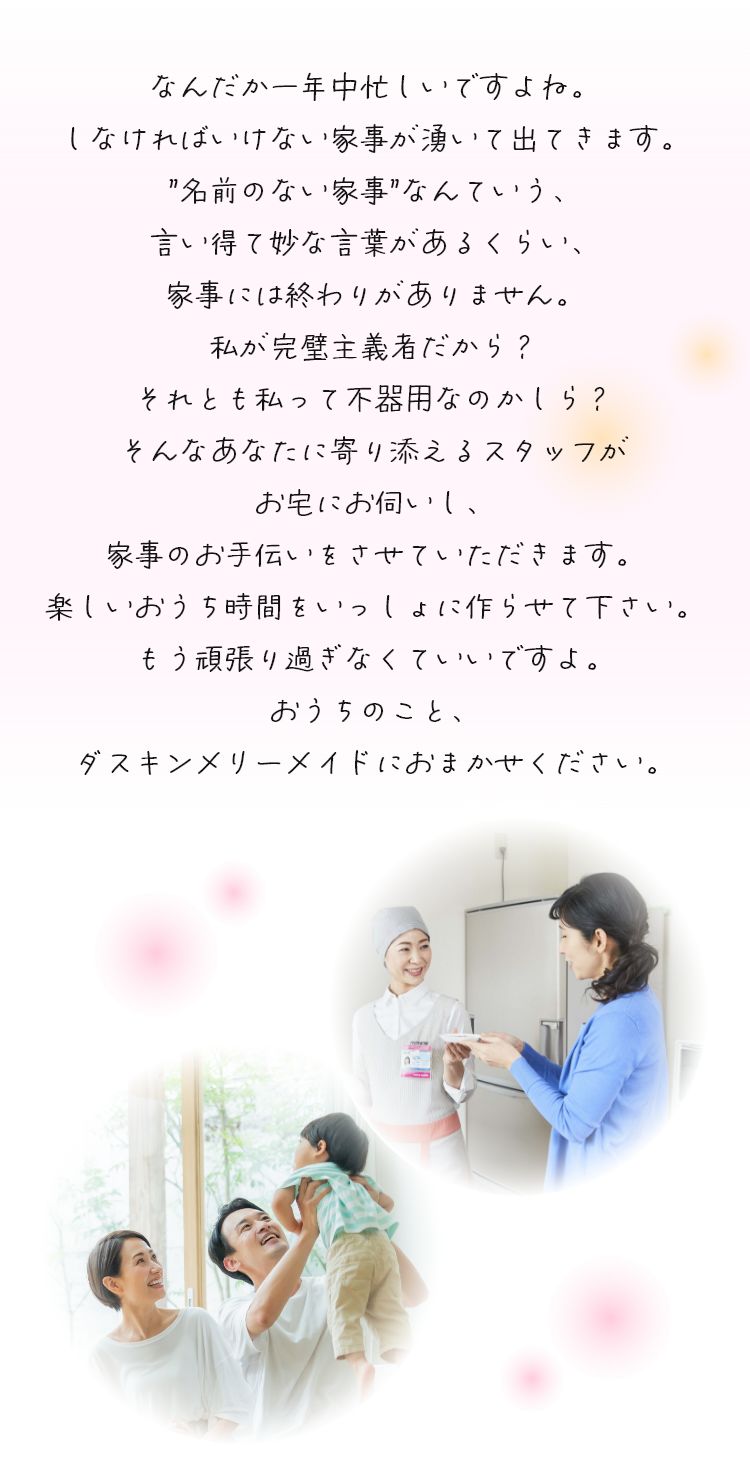 なんだか一年中忙しいですよね。
しなければいけない家事が湧いて出てきます。
”名前のない家事”なんていう、
言い得て妙な言葉があるくらい、
家事には終わりがありません。
私が完璧主義者だから？
それとも私って不器用なのかしら？
そんなあなたに寄り添えるスタッフが
お宅にお伺いし、
家事のお手伝いをさせていただきます。
楽しいおうち時間をいっしょに作らせて下さい。
もう頑張り過ぎなくていいですよ。
おうちのこと、
ダスキンメリーメイドにおまかせください。